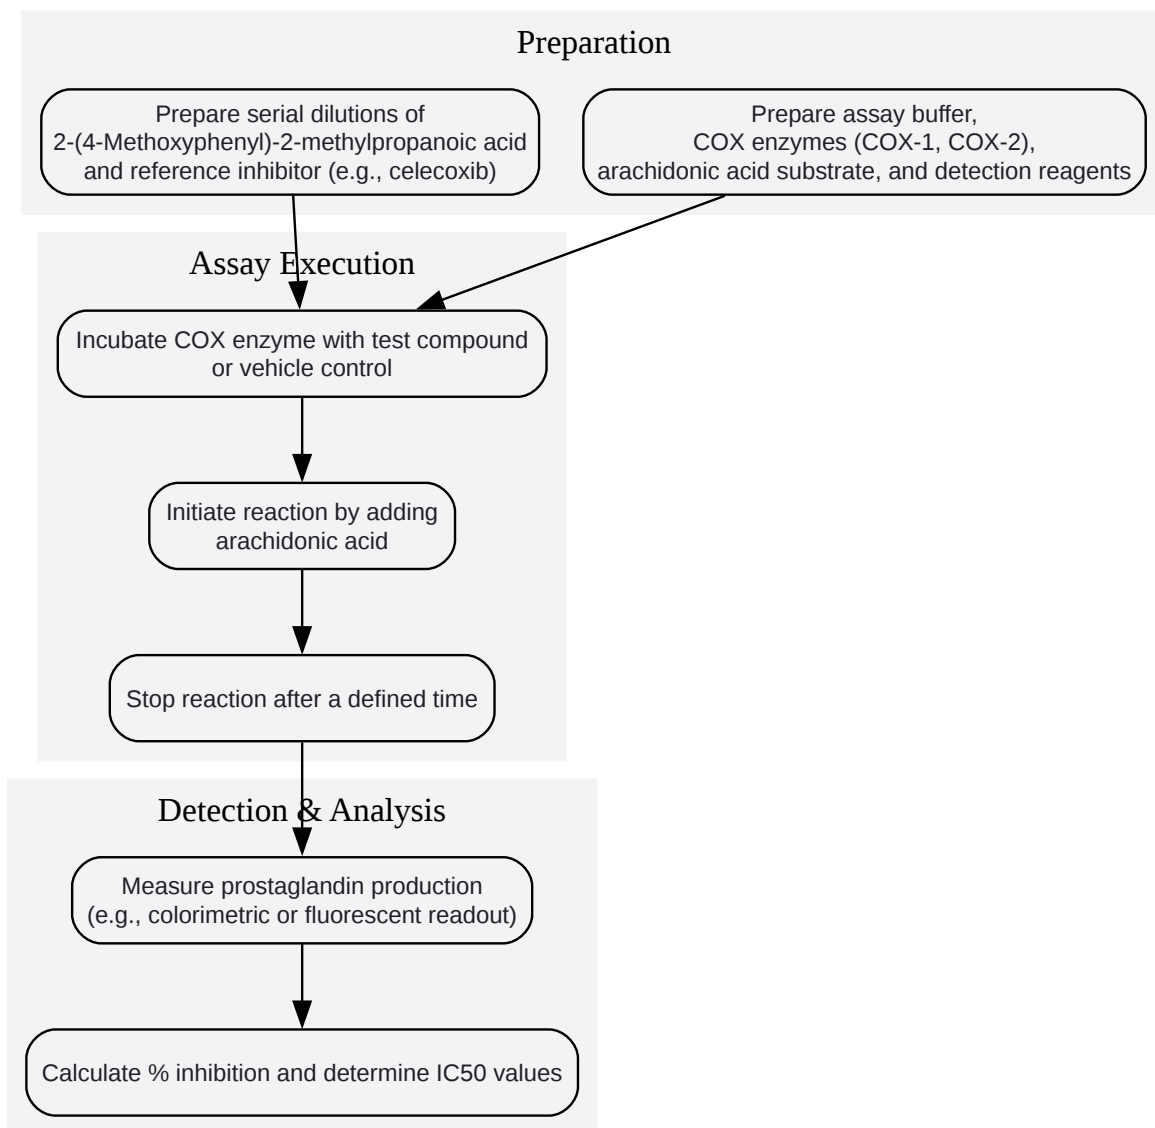 Preparation
Prepare serial dilutions of
2-(4-Methoxyphenyl)-2-methylpropanoic acid
and reference inhibitor (e.g., celecoxib)
Prepare assay buffer,
COX enzymes (COX-1, COX-2),
arachidonic acid substrate, and detection reagents
Assay Execution
Incubate COX enzyme with test compound
or vehicle control
Initiate reaction by adding
arachidonic acid
Stop reaction after a defined time
Detection & Analysis
Measure prostaglandin production
(e.g., colorimetric or fluorescent readout)
Calculate % inhibition and determine IC50 values